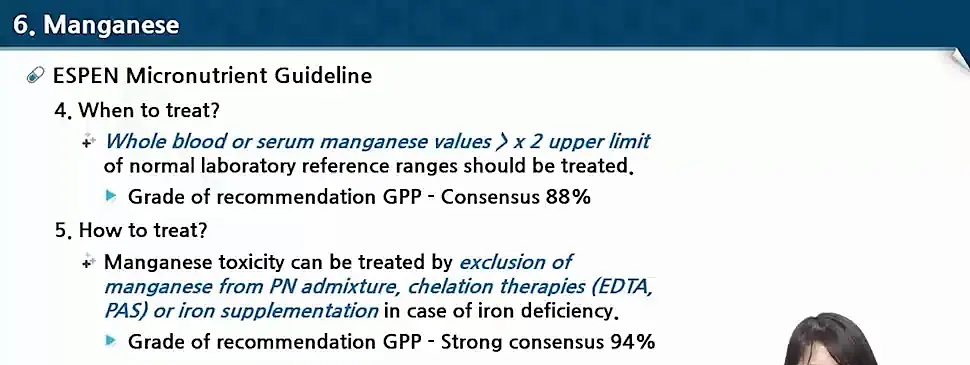 6. Manganese
ESPEN Micronutrient Guideline
4. When to treat?
Whole blood or serum manganese values > x 2 upper limit
of normal laboratory reference ranges should be treated.
Grade of recommendation GPP - Consensus 88%
5. How to treat?
Manganese toxicity can be treated by exclusion of
manganese from PN admixture, chelation therapies (EDTA,
PAS) or iron supplementation in case of iron deficiency.
Grade of recommendation GPP - Strong consensus 94%